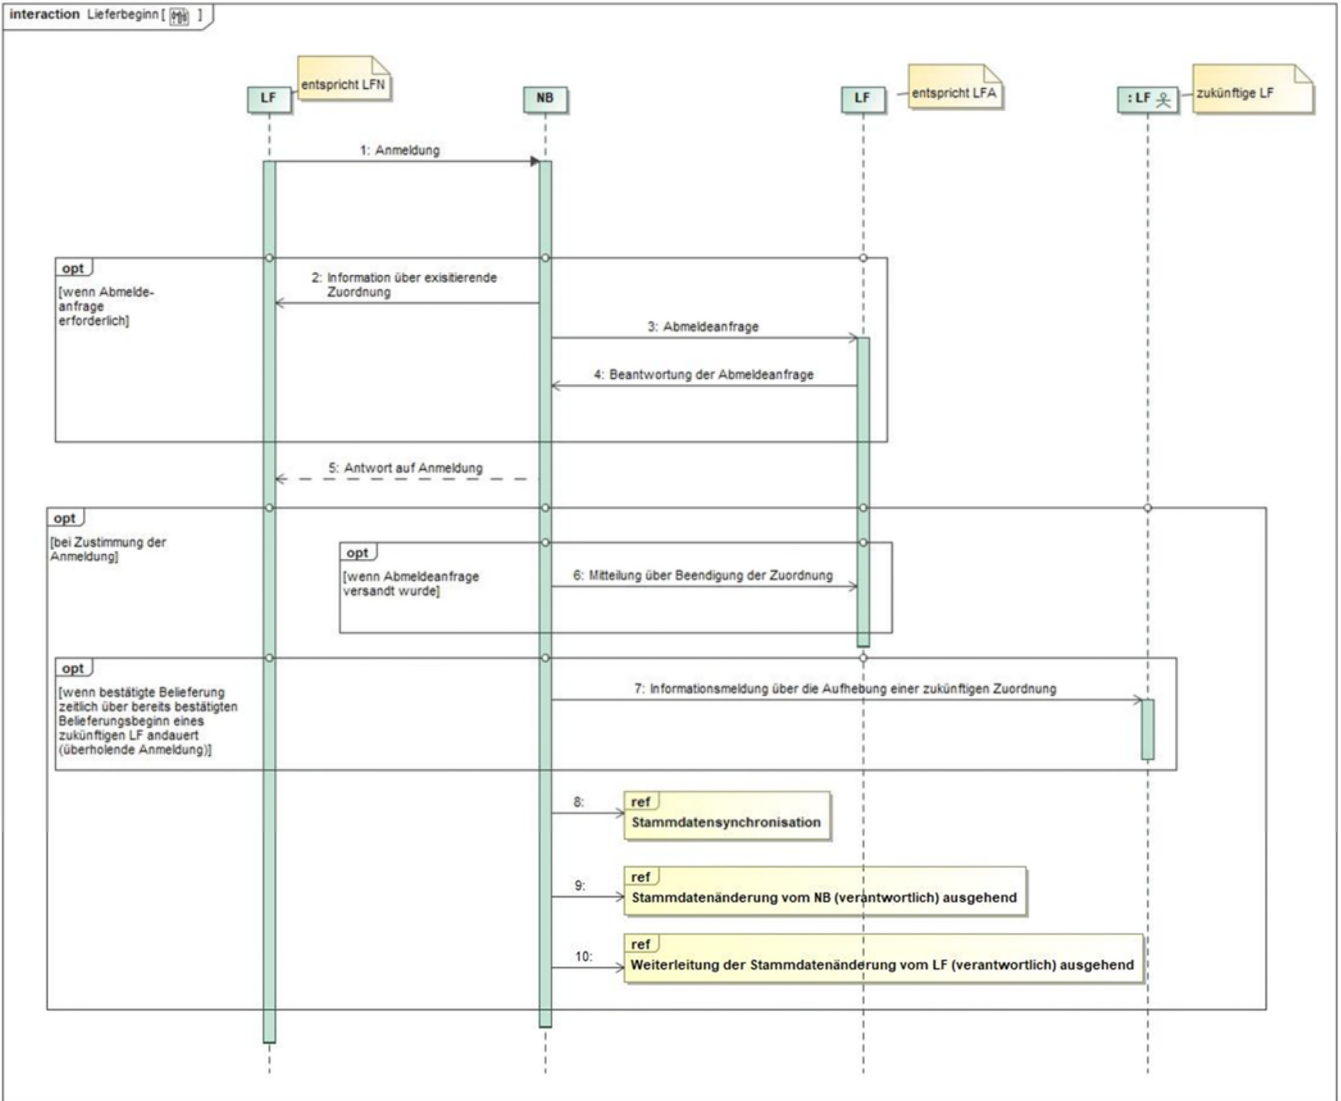 interaction Lieferbeginn [ ]
entspricht LFN
LF
NB
LF
entspricht LFA
: LF
zukünftige LF
1: Anmeldung
opt
[wenn Abmelde-
anfrage
erforderlich]
2: Information über exisitierende
Zuordnung
3: Abmeldeanfrage
4: Beantwortung der Abmeldeanfrage
5: Antwort auf Anmeldung
opt
[bei Zustimmung der
Anmeldung]
opt
[wenn Abmeldeanfrage
versandt wurde]
6: Mitteilung über Beendigung der Zuordnung
opt
[wenn bestätigte Belieferung
zeitlich über bereits bestätigten
Belieferungsbeginn eines
zukünftigen LF andauert
(überholende Anmeldung)]
7: Informationsmeldung über die Aufhebung einer zukünftigen Zuordnung
8:
ref
Stammdatensynchronisation
9:
ref
Stammdatenänderung vom NB (verantwortlich) ausgehend
10:
ref
Weiterleitung der Stammdatenänderung vom LF (verantwortlich) ausgehend